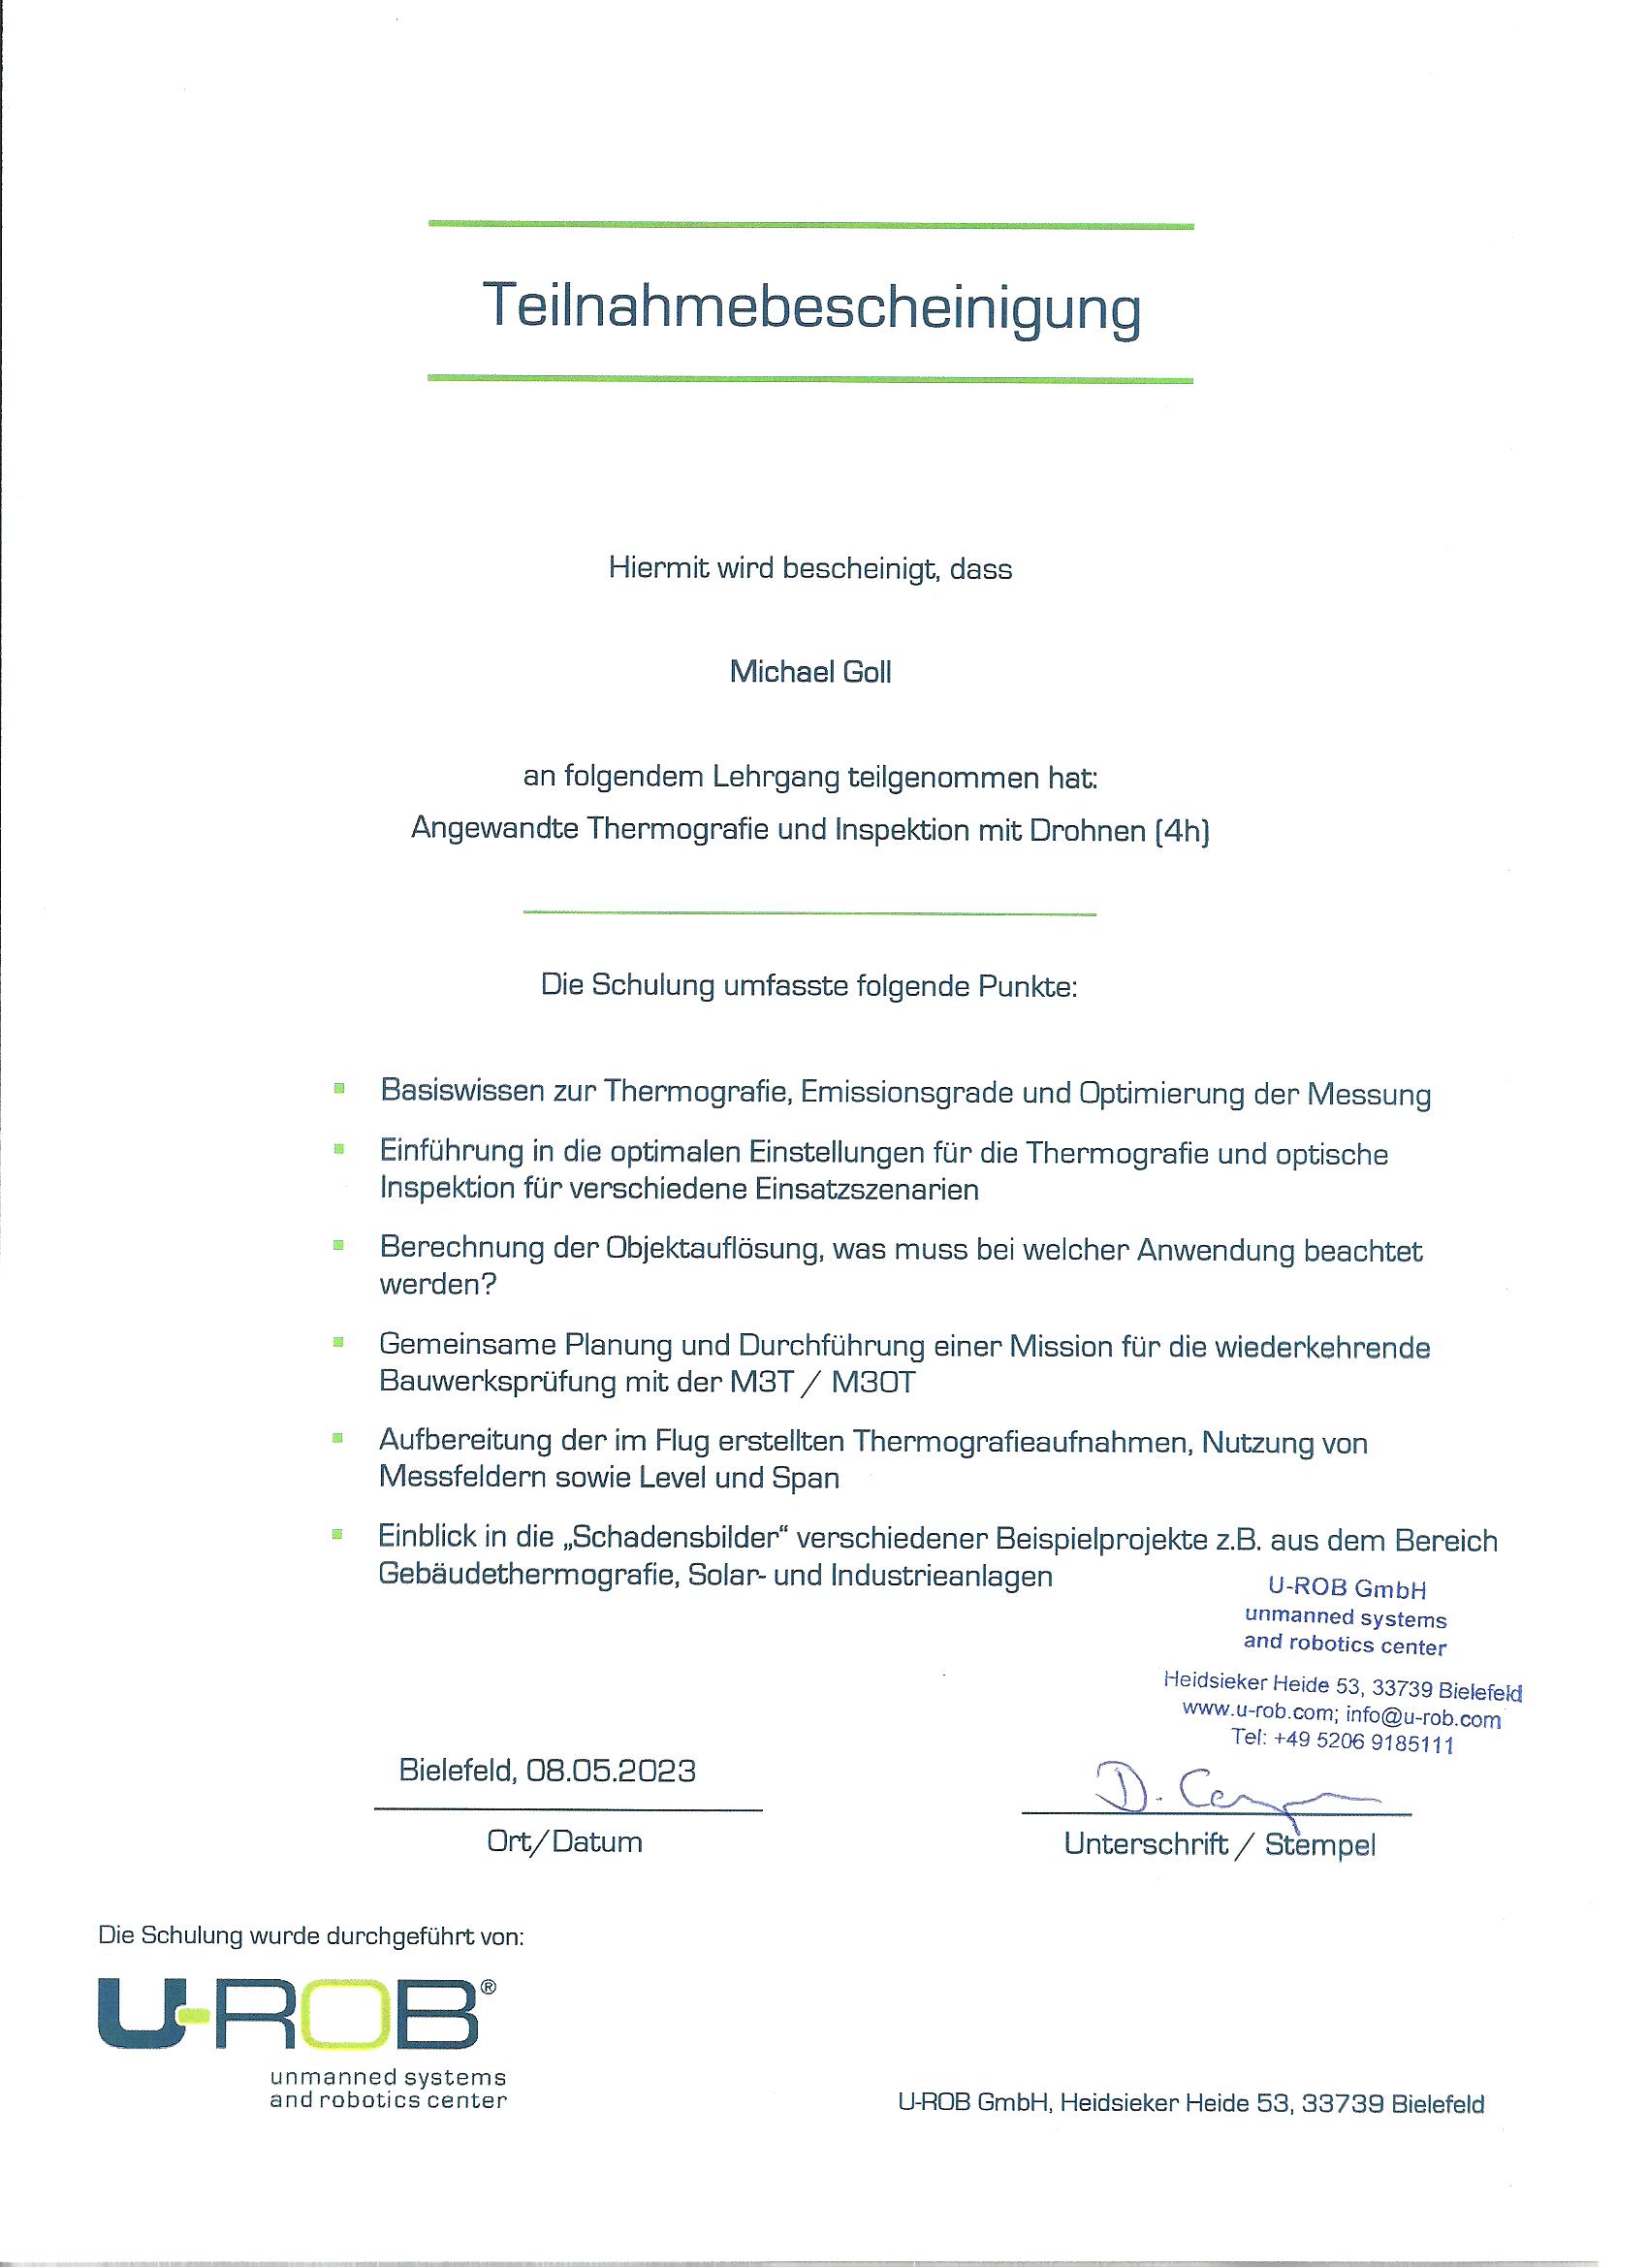 Teilnahmebescheinigung
Hiermit wird bescheinigt, dass
Michael Goll
an folgendem Lehrgang teilgenommen hat:
Angewandte Thermografie und Inspektion mit Drohnen (4h)
Die Schulung umfasste folgende Punkte:
Basiswissen zur Thermografie, Emissionsgrade und Optimierung der Messung
Einführung in die optimalen Einstellungen für die Thermografie und optische
Inspektion für verschiedene Einsatzszenarien
Berechnung der Objektauflösung, was muss bei welcher Anwendung beachtet
werden?
Gemeinsame Planung und Durchführung einer Mission für die wiederkehrende
Bauwerksprüfung mit der M3T / M30T
Aufbereitung der im Flug erstellten Thermografieaufnahmen, Nutzung von
Messfeldern sowie Level und Span
Einblick in die „Schadensbilder“ verschiedener Beispielprojekte z.B. aus dem Bereich
Gebäudethermografie, Solar- und Industrieanlagen
U-ROB GmbH
unmanned systems
and robotics center
Heidsieker Heide 53, 33739 Bielefeld
www.u-rob.com; info@u-rob.com
Tel: +49 5206 9185111
Bielefeld, 08.05.2023
D.
Ort/Datum
Unterschrift / Stempel
Die Schulung wurde durchgeführt von:
U-ROB®
unmanned systems
and robotics center
U-ROB GmbH, Heidsieker Heide 53, 33739 Bielefeld